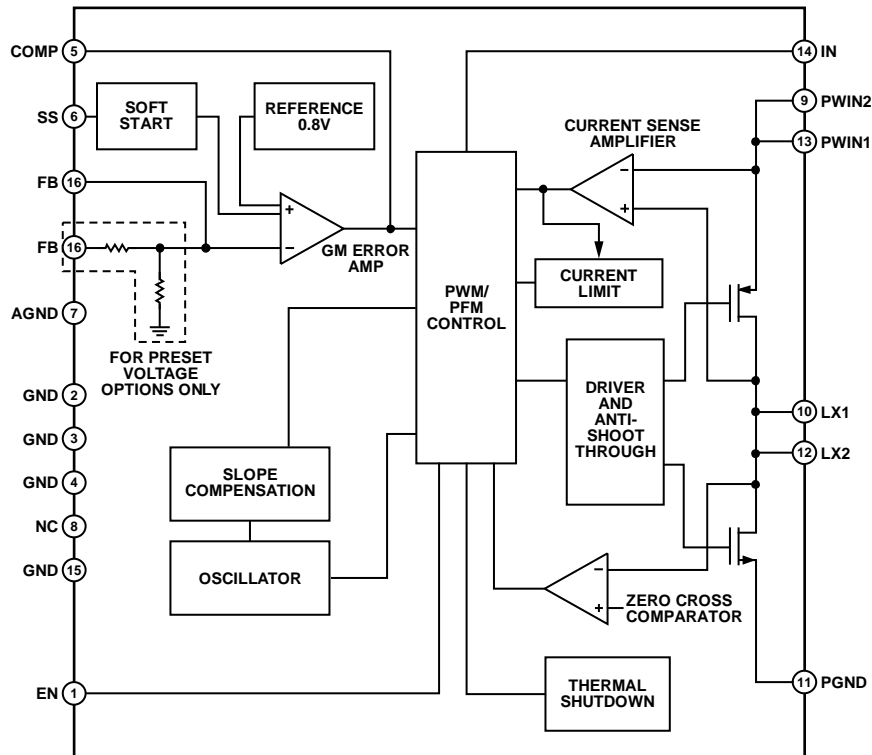 COMP 5
SS 6
FB 16
FB 16
AGND 7
GND 2
GND 3
GND 4
NC 8
GND 15
EN 1
SOFT
START
REFERENCE
0.8V
+
−
GM ERROR
AMP
FOR PRESET
VOLTAGE
OPTIONS ONLY
SLOPE
COMPENSATION
OSCILLATOR
PWM/
PFM
CONTROL
CURRENT SENSE
AMPLIFIER
−
+
CURRENT
LIMIT
DRIVER
AND
ANTI-
SHOOT
THROUGH
−
+
ZERO CROSS
COMPARATOR
THERMAL
SHUTDOWN
14 IN
9 PWIN2
13 PWIN1
10 LX1
12 LX2
11 PGND